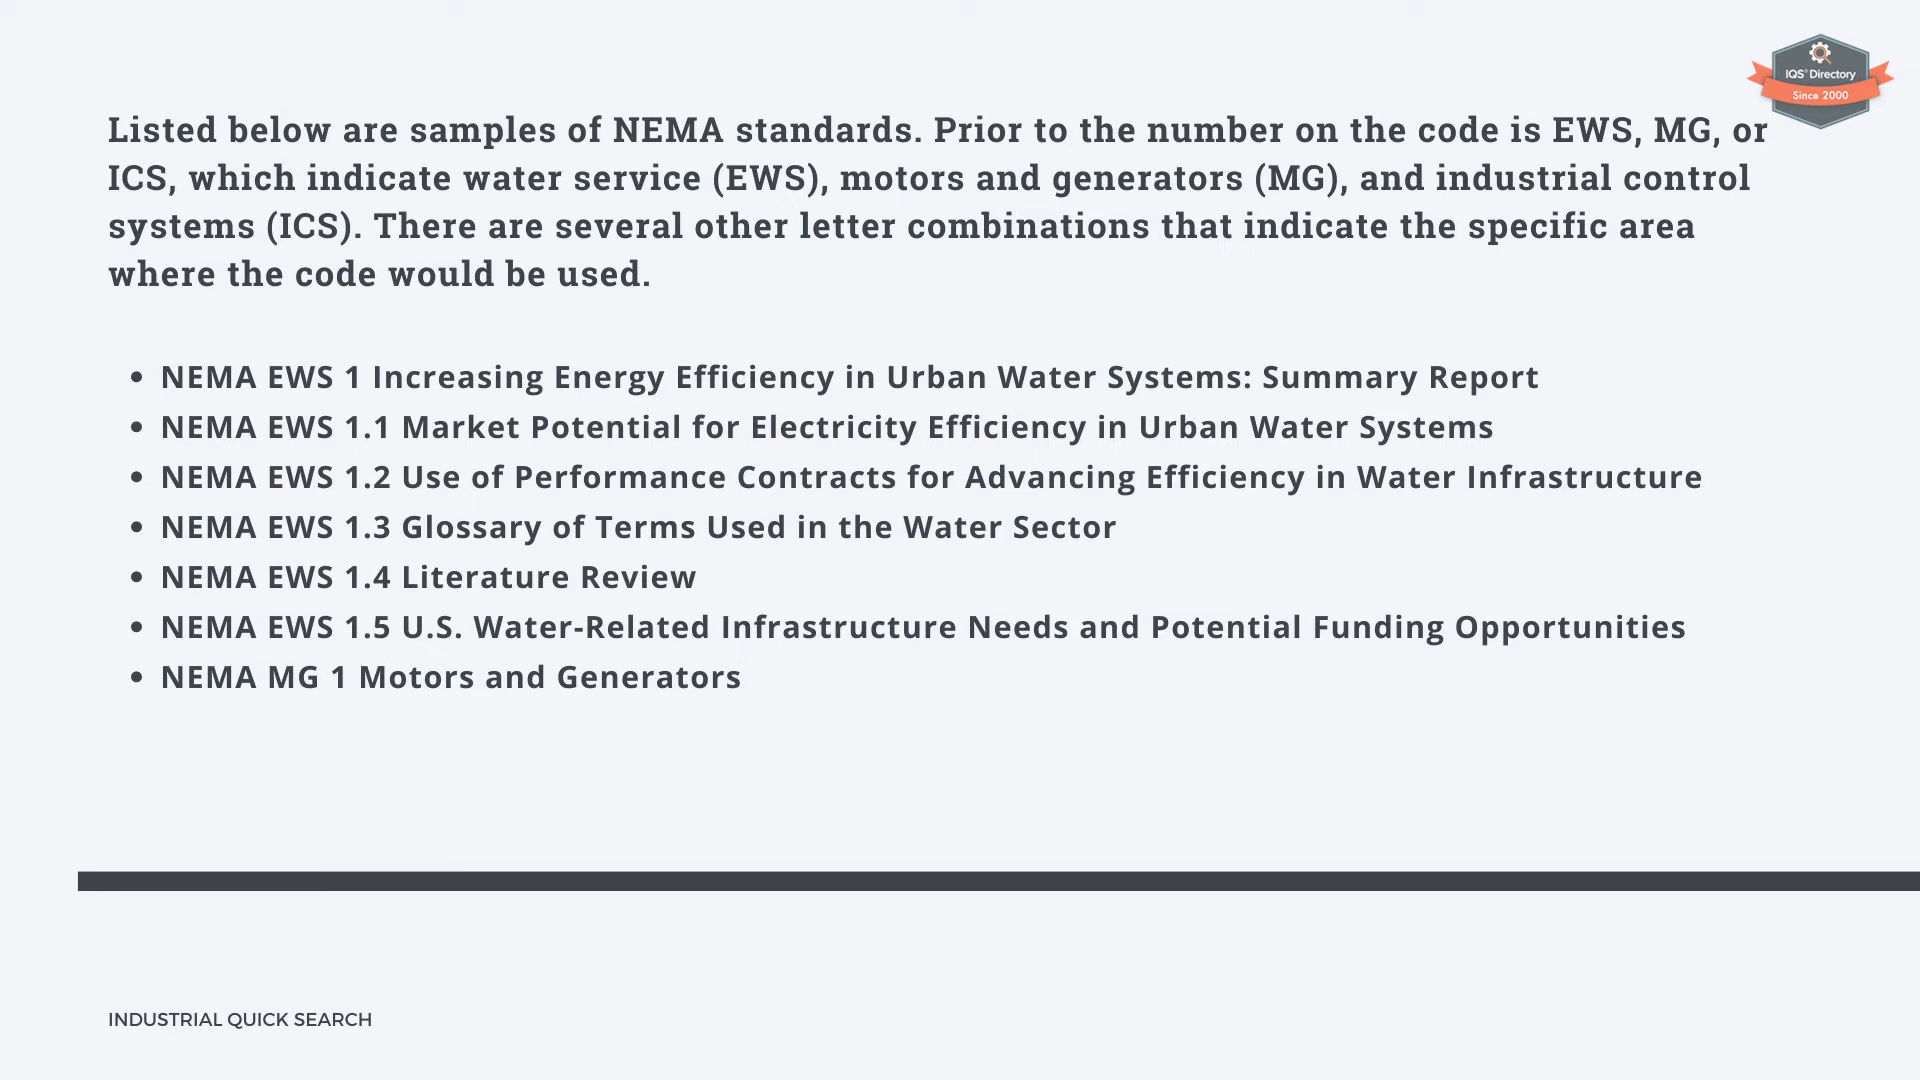 IQS® Directory
Since 2000
Listed below are samples of NEMA standards. Prior to the number on the code is EWS, MG, or
ICS, which indicate water service (EWS), motors and generators (MG), and industrial control
systems (ICS). There are several other letter combinations that indicate the specific area
where the code would be used.
• NEMA EWS 1 Increasing Energy Efficiency in Urban Water Systems: Summary Report
• NEMA EWS 1.1 Market Potential for Electricity Efficiency in Urban Water Systems
• NEMA EWS 1.2 Use of Performance Contracts for Advancing Efficiency in Water Infrastructure
• NEMA EWS 1.3 Glossary of Terms Used in the Water Sector
• NEMA EWS 1.4 Literature Review
• NEMA EWS 1.5 U.S. Water-Related Infrastructure Needs and Potential Funding Opportunities
• NEMA MG 1 Motors and Generators
INDUSTRIAL QUICK SEARCH